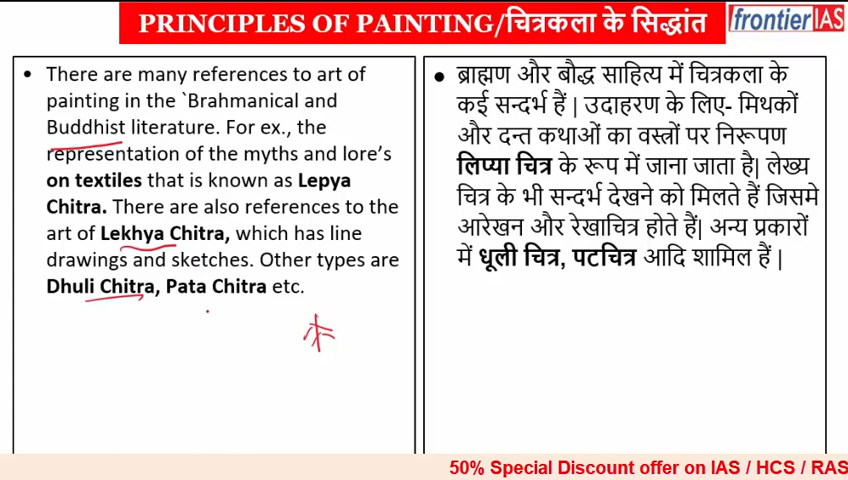 PRINCIPLES OF PAINTING/चित्रकला के सिद्धांत
frontierIAS
• There are many references to art of
painting in the `Brahmanical and
Buddhist literature. For ex., the
representation of the myths and lore's
on textiles that is known as Lepya
Chitra. There are also references to the
art of Lekhya Chitra, which has line
drawings and sketches. Other types are
Dhuli Chitra, Pata Chitra etc.
• ब्राह्मण और बौद्ध साहित्य में चित्रकला के
कई सन्दर्भ हैं | उदाहरण के लिए- मिथकों
और दन्त कथाओं का वस्त्रों पर निरूपण
लिप्या चित्र के रूप में जाना जाता है| लेख्य
चित्र के भी सन्दर्भ देखने को मिलते हैं जिसमे
आरेखन और रेखाचित्र होते हैं| अन्य प्रकारों
में धूली चित्र, पटचित्र आदि शामिल हैं |
50% Special Discount offer on IAS / HCS / RAS